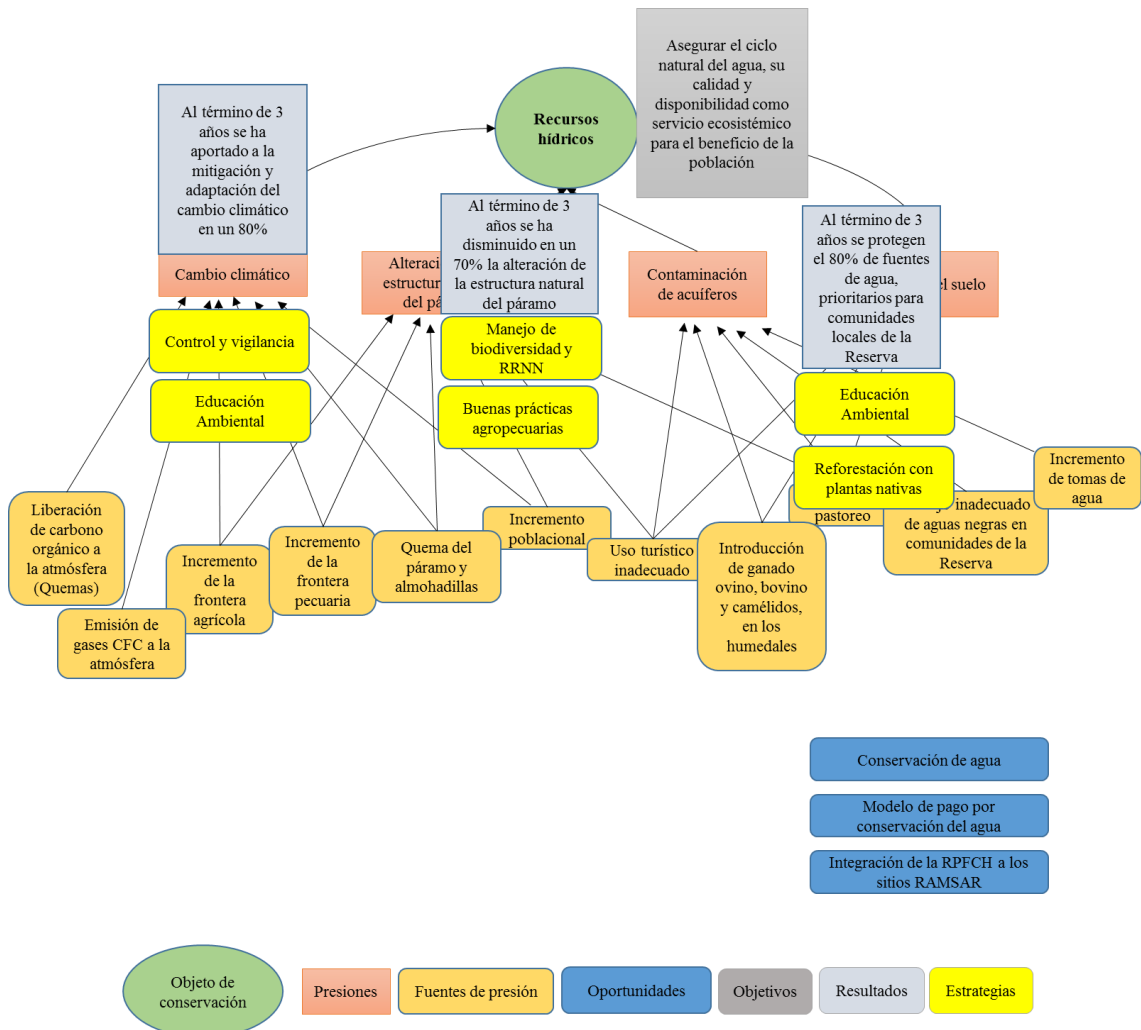 Asegurar el ciclo
natural del agua, su
calidad y
disponibilidad como
servicio ecosistémico
para el beneficio de la
población
Recursos
hídricos
Al término de 3
años se ha
aportado a la
mitigación y
adaptación del
cambio climático
en un 80%
Al término de 3
años se ha
disminuido en un
70% la alteración de
la estructura natural
del páramo
Al término de 3
años se protegen
el 80% de fuentes
de agua,
prioritarios para
comunidades
locales de la
Reserva
Cambio climático
estructura
del
Contaminación
de acuíferos
suelo
Control y vigilancia
Educación
Ambiental
Manejo de
biodiversidad y
RRNN
Buenas prácticas
agropecuarias
Educación
Ambiental
Reforestación con
plantas nativas
Liberación
de carbono
orgánico a
la atmósfera
(Quemas)
Emisión de
gases CFC a la
atmósfera
Incremento
de la
frontera
agrícola
Incremento
de la
frontera
pecuaria
Quema del
páramo y
almohadillas
Incremento
poblacional
Uso turístico
inadecuado
Introducción
de ganado
ovino, bovino
y camélidos,
en los
humedales
pastoreo
inadecuado
de aguas negras en
comunidades de la
Reserva
Incremento
de tomas de
agua
Conservación de agua
Modelo de pago por
conservación del agua
Integración de la RPFCH a los
sitios RAMSAR
Objeto de
conservación
Presiones
Fuentes de presión
Oportunidades
Objetivos
Resultados
Estrategias